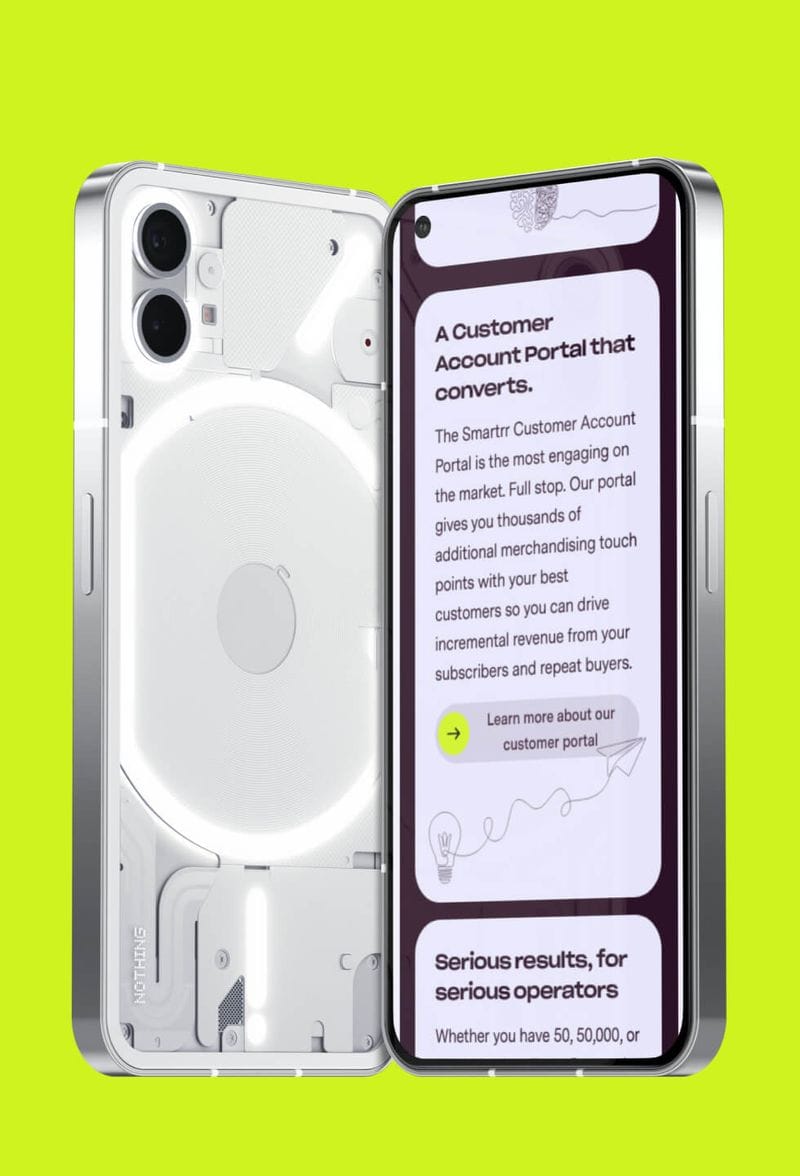 NOTHING
A Customer
Account Portal that
converts.
The Smartrr Customer Account
Portal is the most engaging on
the market. Full stop. Our portal
gives you thousands of
additional merchandising touch
points with your best
customers so you can drive
incremental revenue from your
subscribers and repeat buyers.
Learn more about our
customer portal
Serious results, for
serious operators
Whether you have 50, 50,000, or